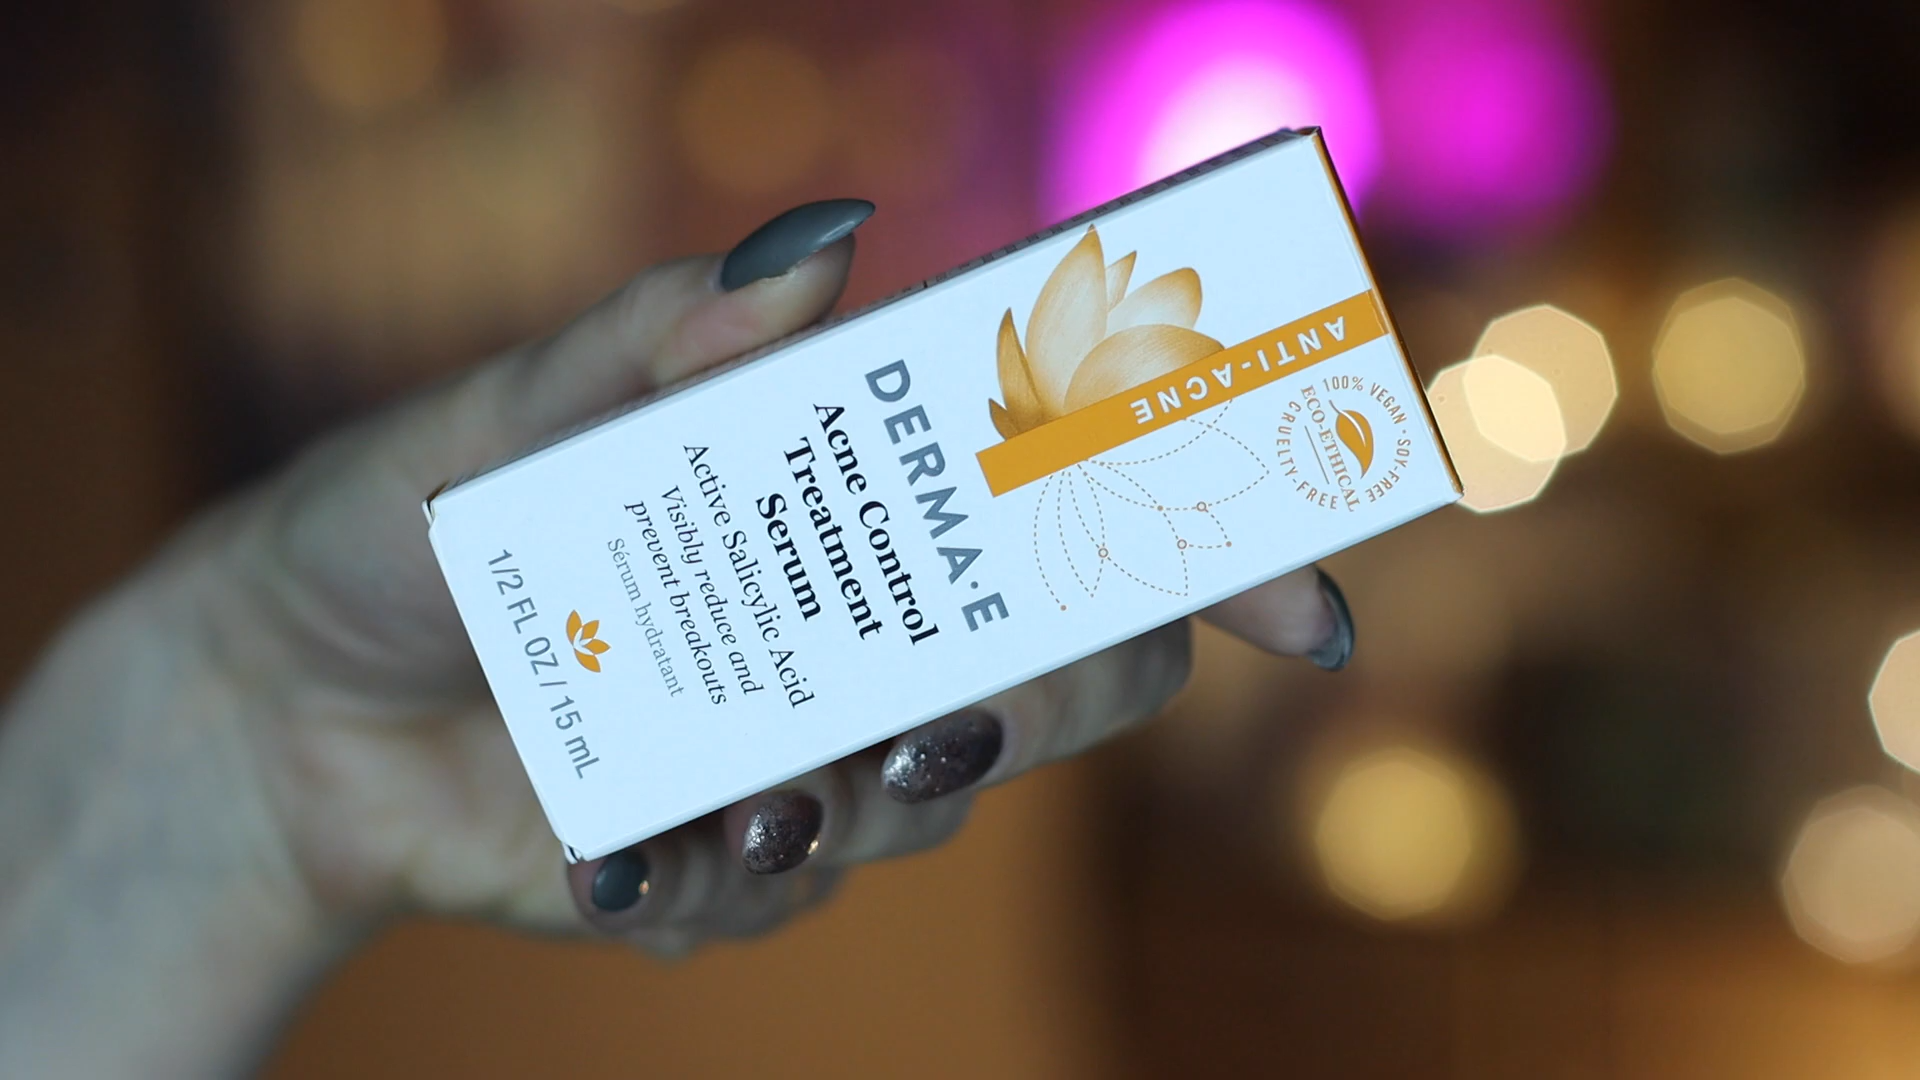 ANTI-ACNE
100% VEGAN • SOY-FREE
CRUELTY FREE
ECO-ETHICAL
DERMA·E
Acne Control
Treatment
Serum
Active Salicylic Acid
Visibly reduce and
prevent breakouts
Sérum hydratant
1/2 FL OZ / 15 mL